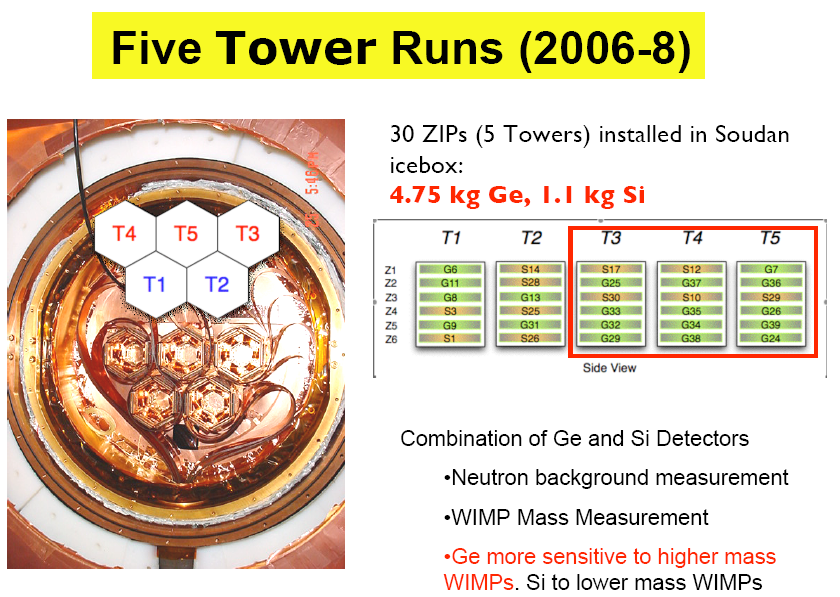 Five Tower Runs (2006-8)
30 ZIPs (5 Towers) installed in Soudan
icebox:
4.75 kg Ge, 1.1 kg Si
T4 T5 T3
T1 T2
T1 T2 T3 T4 T5
Z1 G6 S14 S17 S12 G7
Z2 G11 S28 G25 G37 G36
Z3 G8 G13 S30 S10 S29
Z4 S3 S25 G33 G35 G26
Z5 G9 G31 G32 G34 G39
Z6 S1 S26 G29 G38 G24
Side View
Combination of Ge and Si Detectors
•Neutron background measurement
•WIMP Mass Measurement
•Ge more sensitive to higher mass
WIMPs. Si to lower mass WIMPs